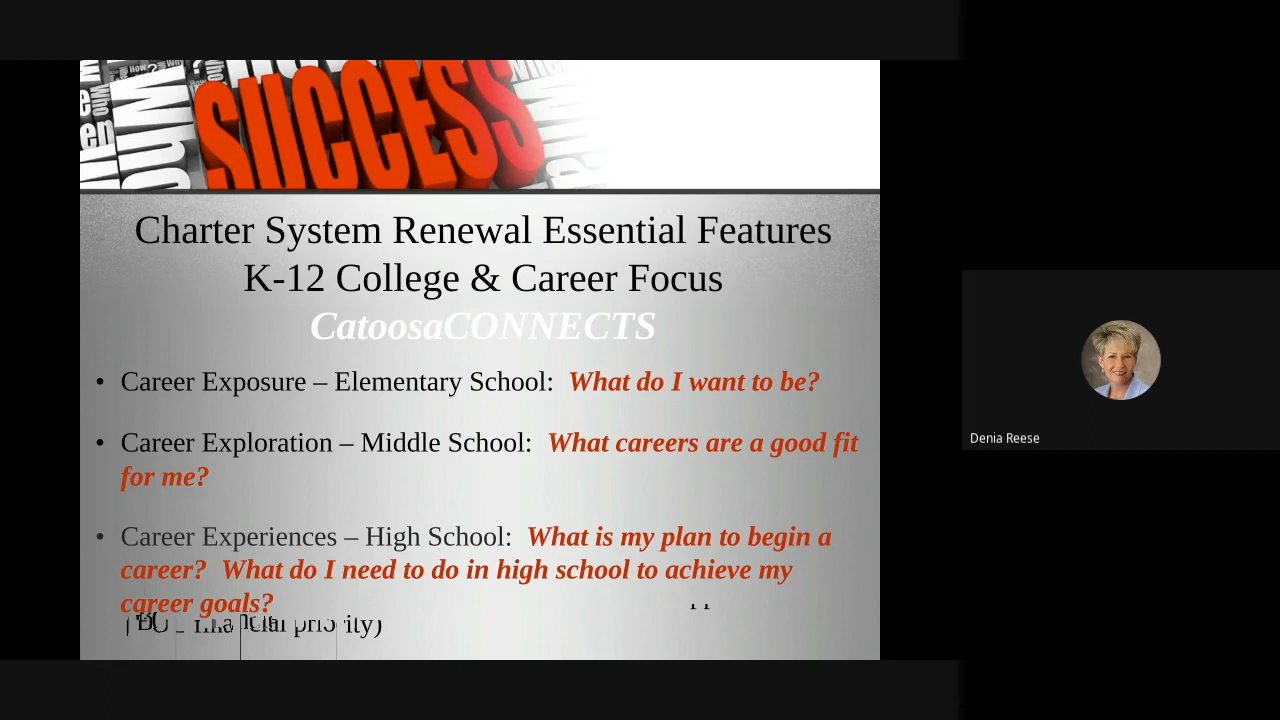 SUCCESS
Charter System Renewal Essential Features
K-12 College & Career Focus
CatoosaCONNECTS
• Career Exposure – Elementary School: What do I want to be?
• Career Exploration – Middle School: What careers are a good fit
for me?
• Career Experiences – High School: What is my plan to begin a
career? What do I need to do in high school to achieve my
career goals?
Denia Reese